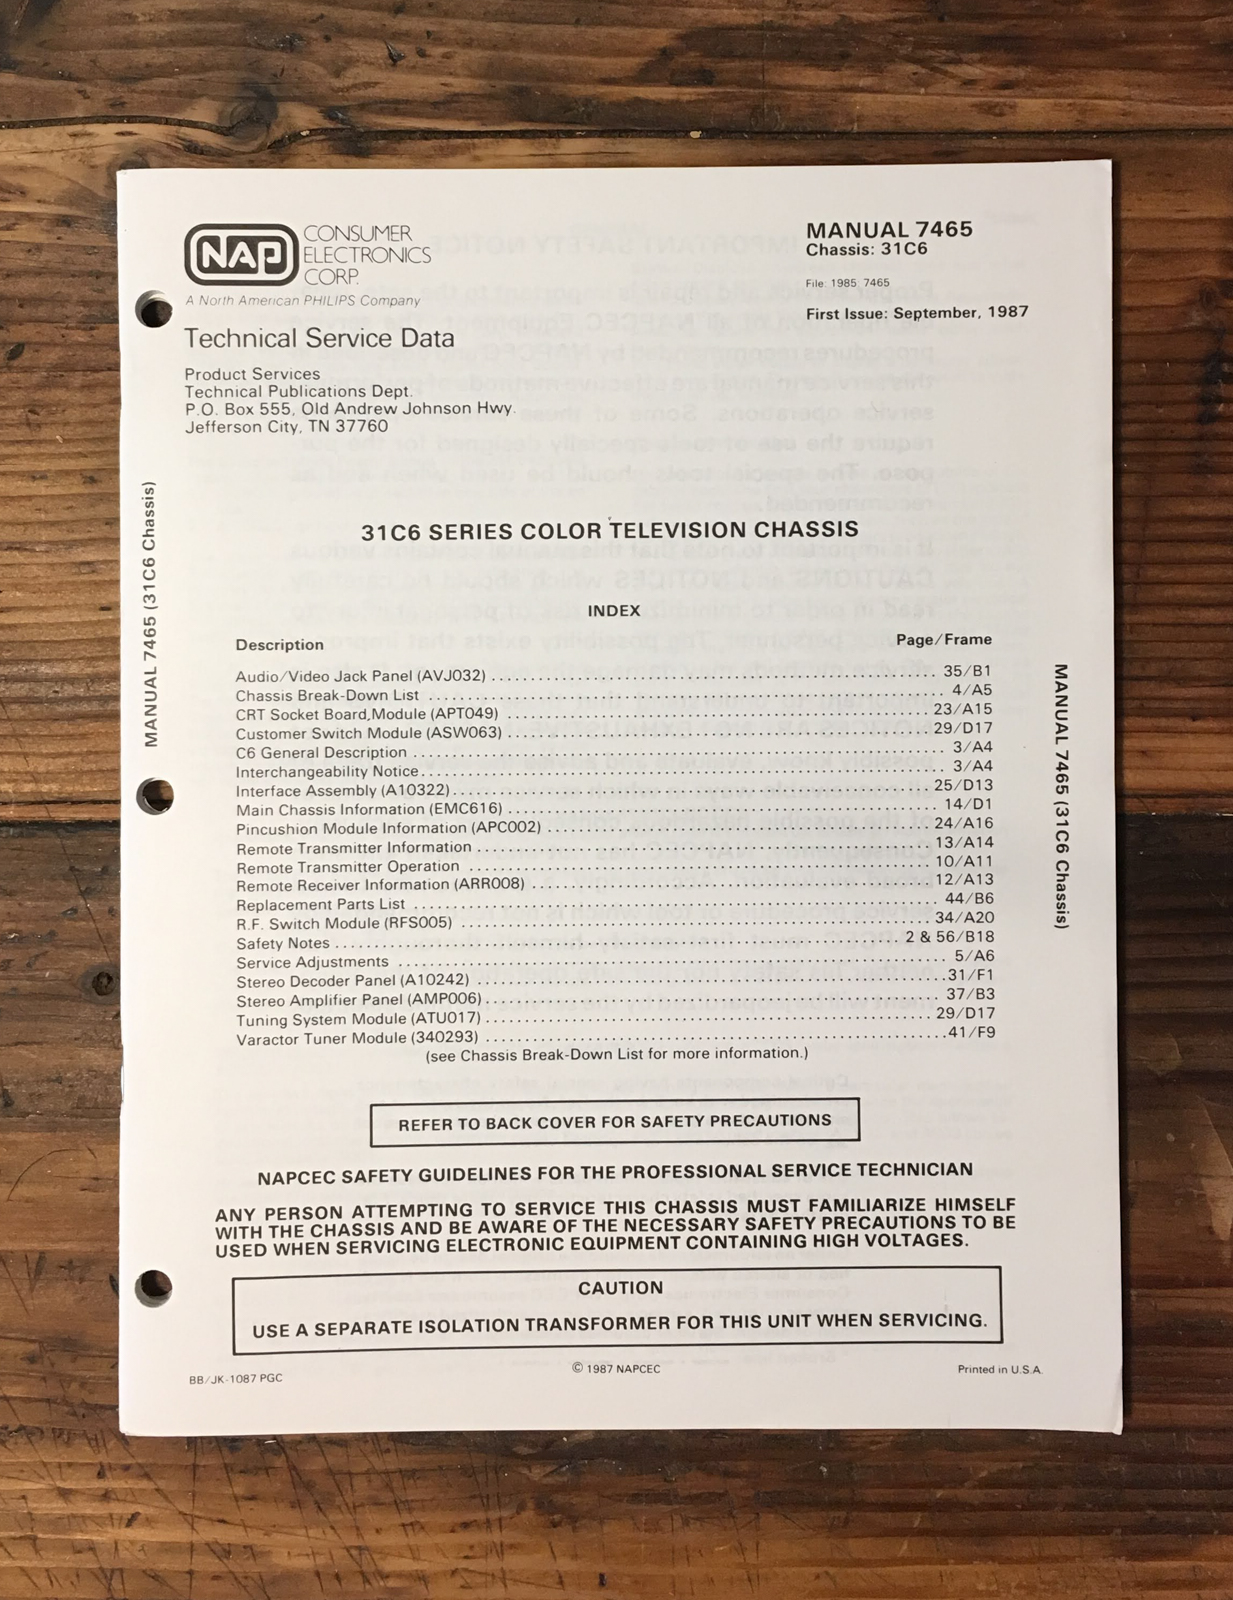 NAP
CONSUMER
ELECTRONICS
CORP.
A North American PHILIPS Company
Technical Service Data
Product Services
Technical Publications Dept.
P.O. Box 555, Old Andrew Johnson Hwy.
Jefferson City, TN 37760
MANUAL 7465
Chassis: 31C6
File: 1985 7465
First Issue: September, 1987
MANUAL 7465 (31C6 Chassis)
31C6 SERIES COLOR TELEVISION CHASSIS
INDEX
Description Page/Frame
Audio/Video Jack Panel (AVJ032) 35/B1
Chassis Break-Down List 4/A5
CRT Socket Board,Module (APT049) 23/A15
Customer Switch Module (ASW063) 29/D17
C6 General Description 3/A4
Interchangeability Notice 3/A4
Interface Assembly (A10322) 25/D13
Main Chassis Information (EMC616) 14/D1
Pincushion Module Information (APC002) 24/A16
Remote Transmitter Information 13/A14
Remote Transmitter Operation 10/A11
Remote Receiver Information (ARR008) 12/A13
Replacement Parts List 44/B6
R.F. Switch Module (RFS005) 34/A20
Safety Notes 2 & 56/B18
Service Adjustments 5/A6
Stereo Decoder Panel (A10242) 31/F1
Stereo Amplifier Panel (AMP006) 37/B3
Tuning System Module (ATU017) 29/D17
Varactor Tuner Module (340293) 41/F9
(see Chassis Break-Down List for more information.)
MANUAL 7465 (31C6 Chassis)
REFER TO BACK COVER FOR SAFETY PRECAUTIONS
NAPCEC SAFETY GUIDELINES FOR THE PROFESSIONAL SERVICE TECHNICIAN
ANY PERSON ATTEMPTING TO SERVICE THIS CHASSIS MUST FAMILIARIZE HIMSELF
WITH THE CHASSIS AND BE AWARE OF THE NECESSARY SAFETY PRECAUTIONS TO BE
USED WHEN SERVICING ELECTRONIC EQUIPMENT CONTAINING HIGH VOLTAGES.
CAUTION
USE A SEPARATE ISOLATION TRANSFORMER FOR THIS UNIT WHEN SERVICING.
BB/JK-1087 PGC
© 1987 NAPCEC
Printed in U.S.A.